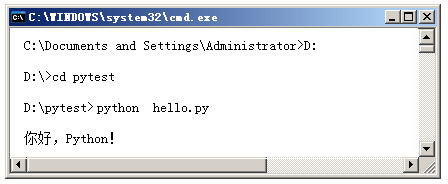 C:\WINDOWS\system32\cmd.exe
C:\Documents and Settings\Administrator>D:
D:\>cd pytest
D:\pytest>python  hello.py
你好，Python!